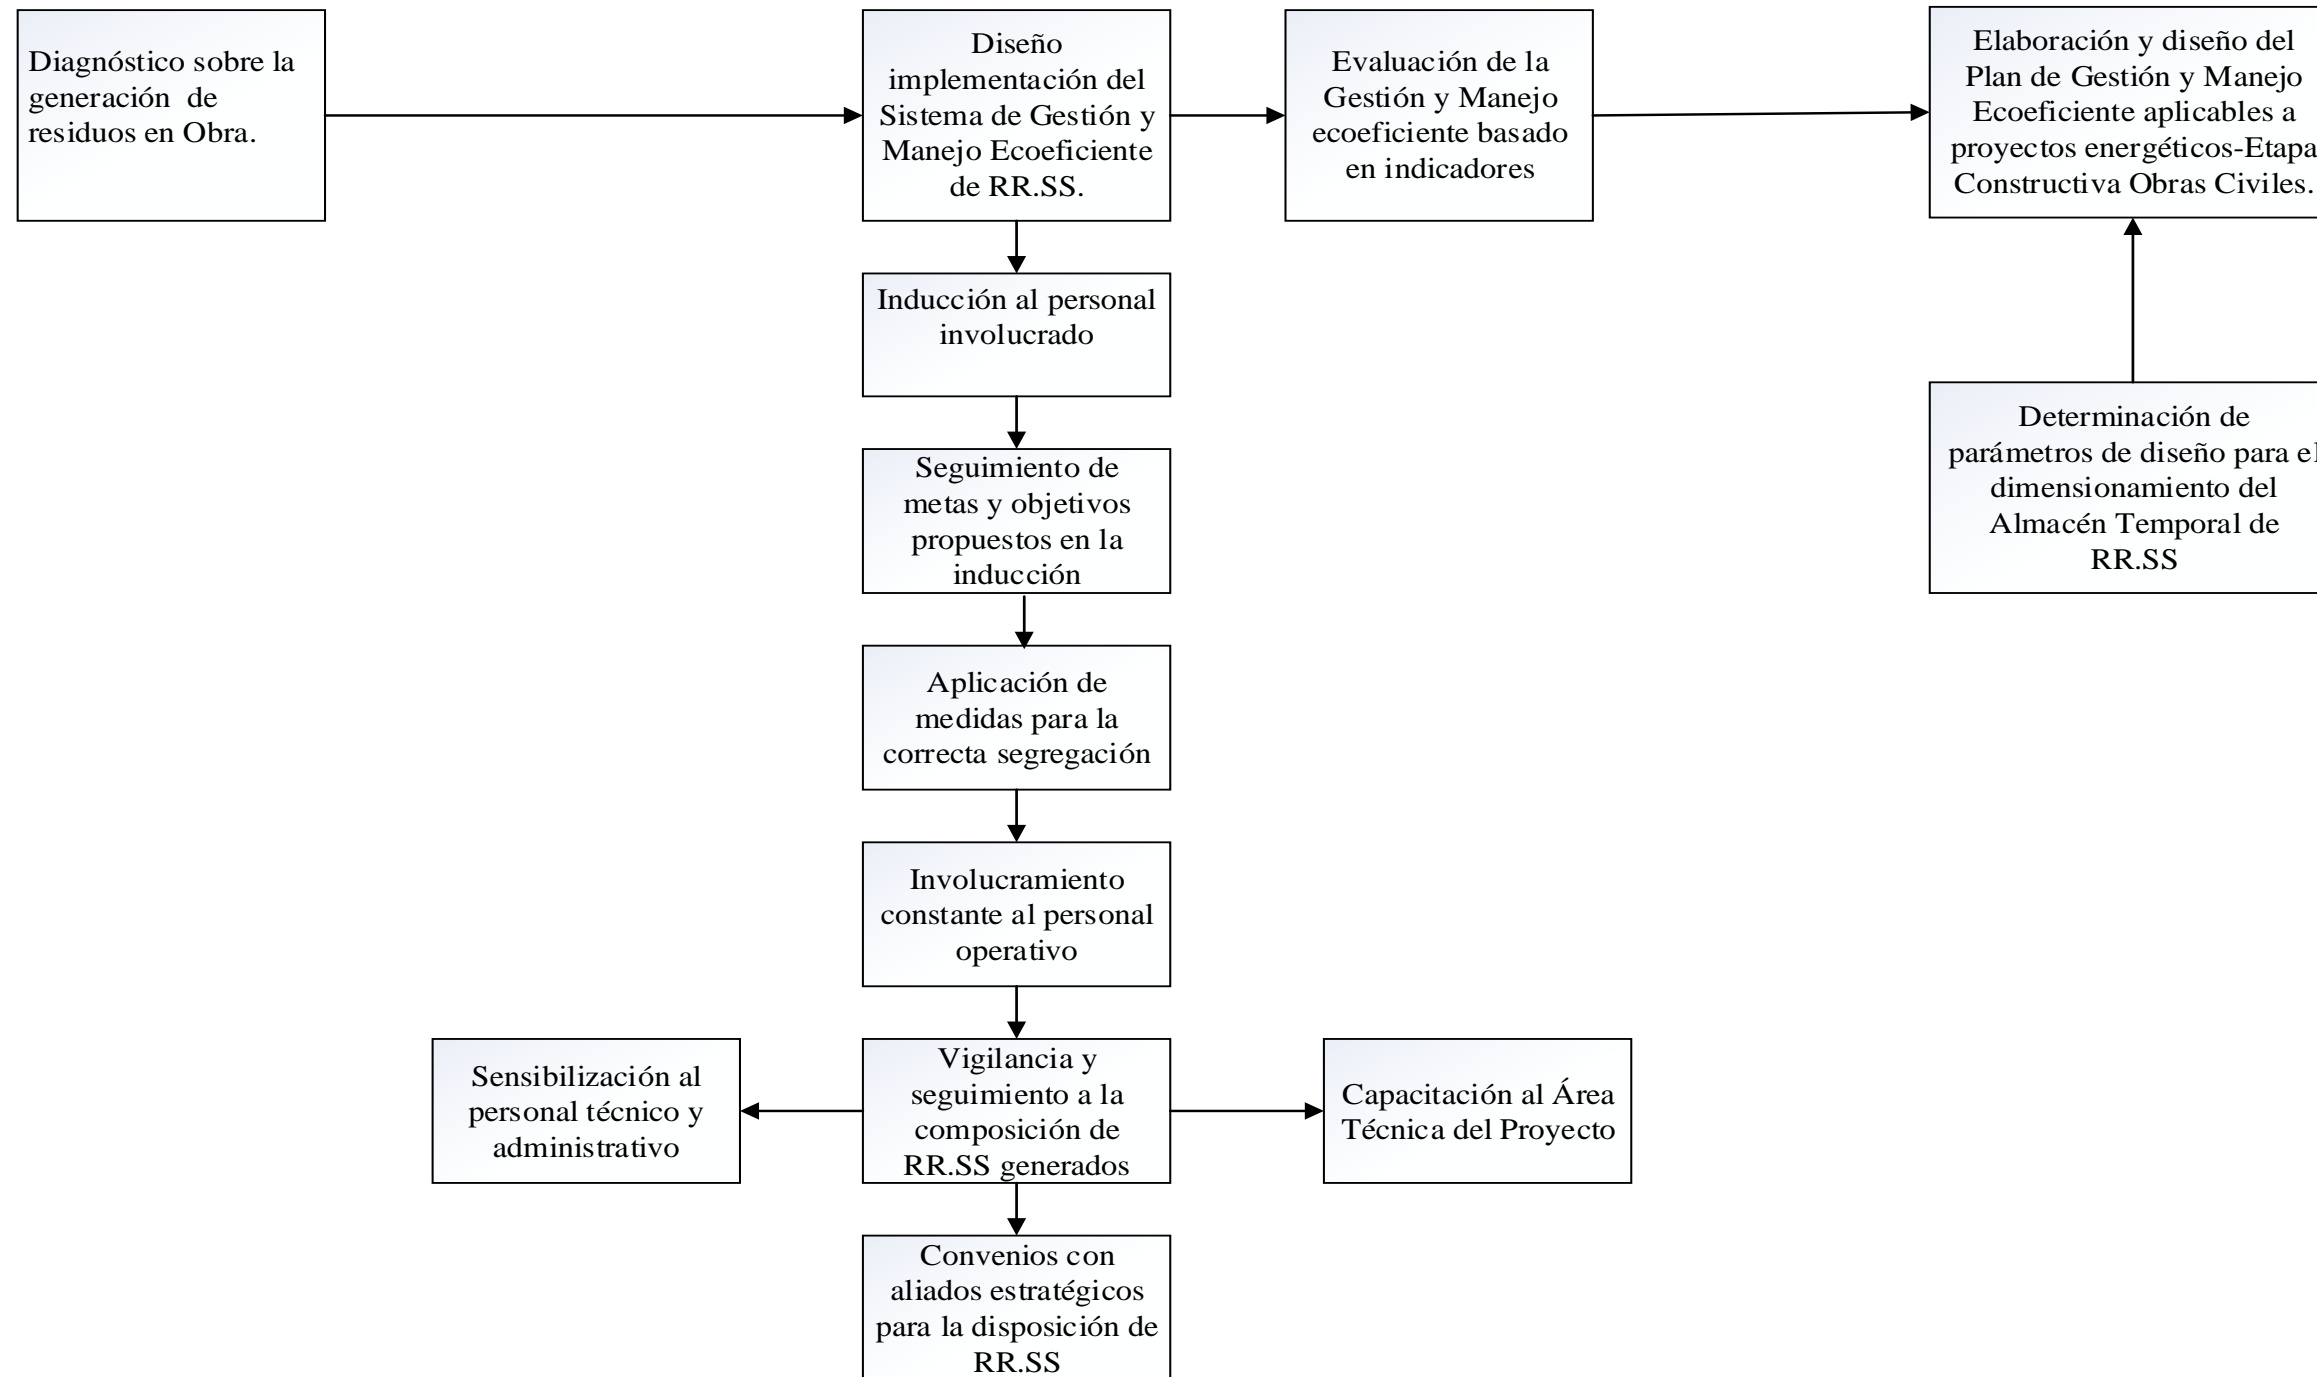 Diagnóstico sobre la
generación de
residuos en Obra.
Diseño
implementación del
Sistema de Gestión y
Manejo Ecoeficiente
de RR.SS.
Evaluación de la
Gestión y Manejo
ecoeficiente basado
en indicadores
Elaboración y diseño del
Plan de Gestión y Manejo
Ecoeficiente aplicables a
proyectos energéticos-Etapa
Constructiva Obras Civiles.
Inducción al personal
involucrado
Seguimiento de
metas y objetivos
propuestos en la
inducción
Determinación de
parámetros de diseño para el
dimensionamiento del
Almacén Temporal de
RR.SS
Aplicación de
medidas para la
correcta segregación
Involucramiento
constante al personal
operativo
Sensibilización al
personal técnico y
administrativo
Vigilancia y
seguimiento a la
composición de
RR.SS generados
Capacitación al Área
Técnica del Proyecto
Convenios con
aliados estratégicos
para la disposición de
RR.SS